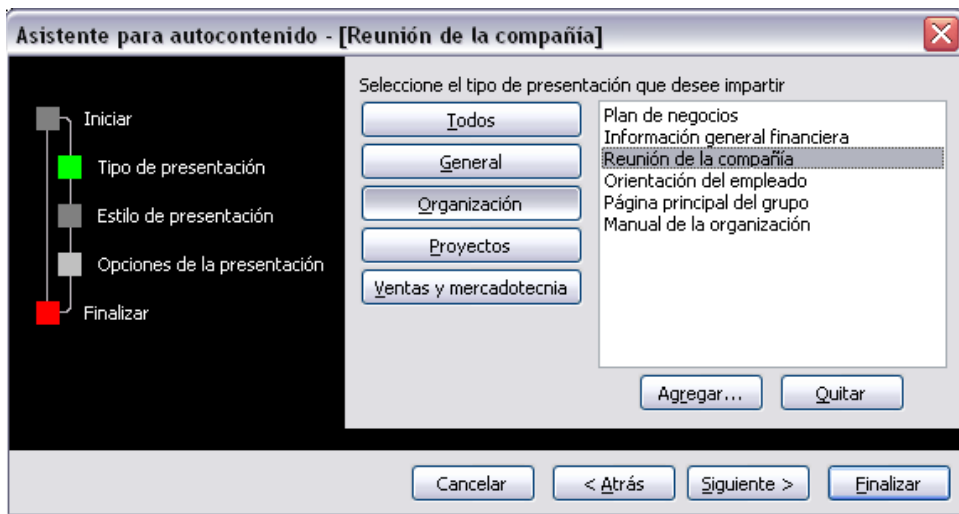 Asistente para autocontenido - [Reunión de la compañía]
Iniciar
Tipo de presentación
Estilo de presentación
Opciones de la presentación
Finalizar
Seleccione el tipo de presentación que desee impartir
Todos
General
Organización
Proyectos
Ventas y mercadotecnia
Plan de negocios
Información general financiera
Reunión de la compañía
Orientación del empleado
Página principal del grupo
Manual de la organización
Agregar...
Quitar
Cancelar
< Atrás
Siguiente >
Finalizar